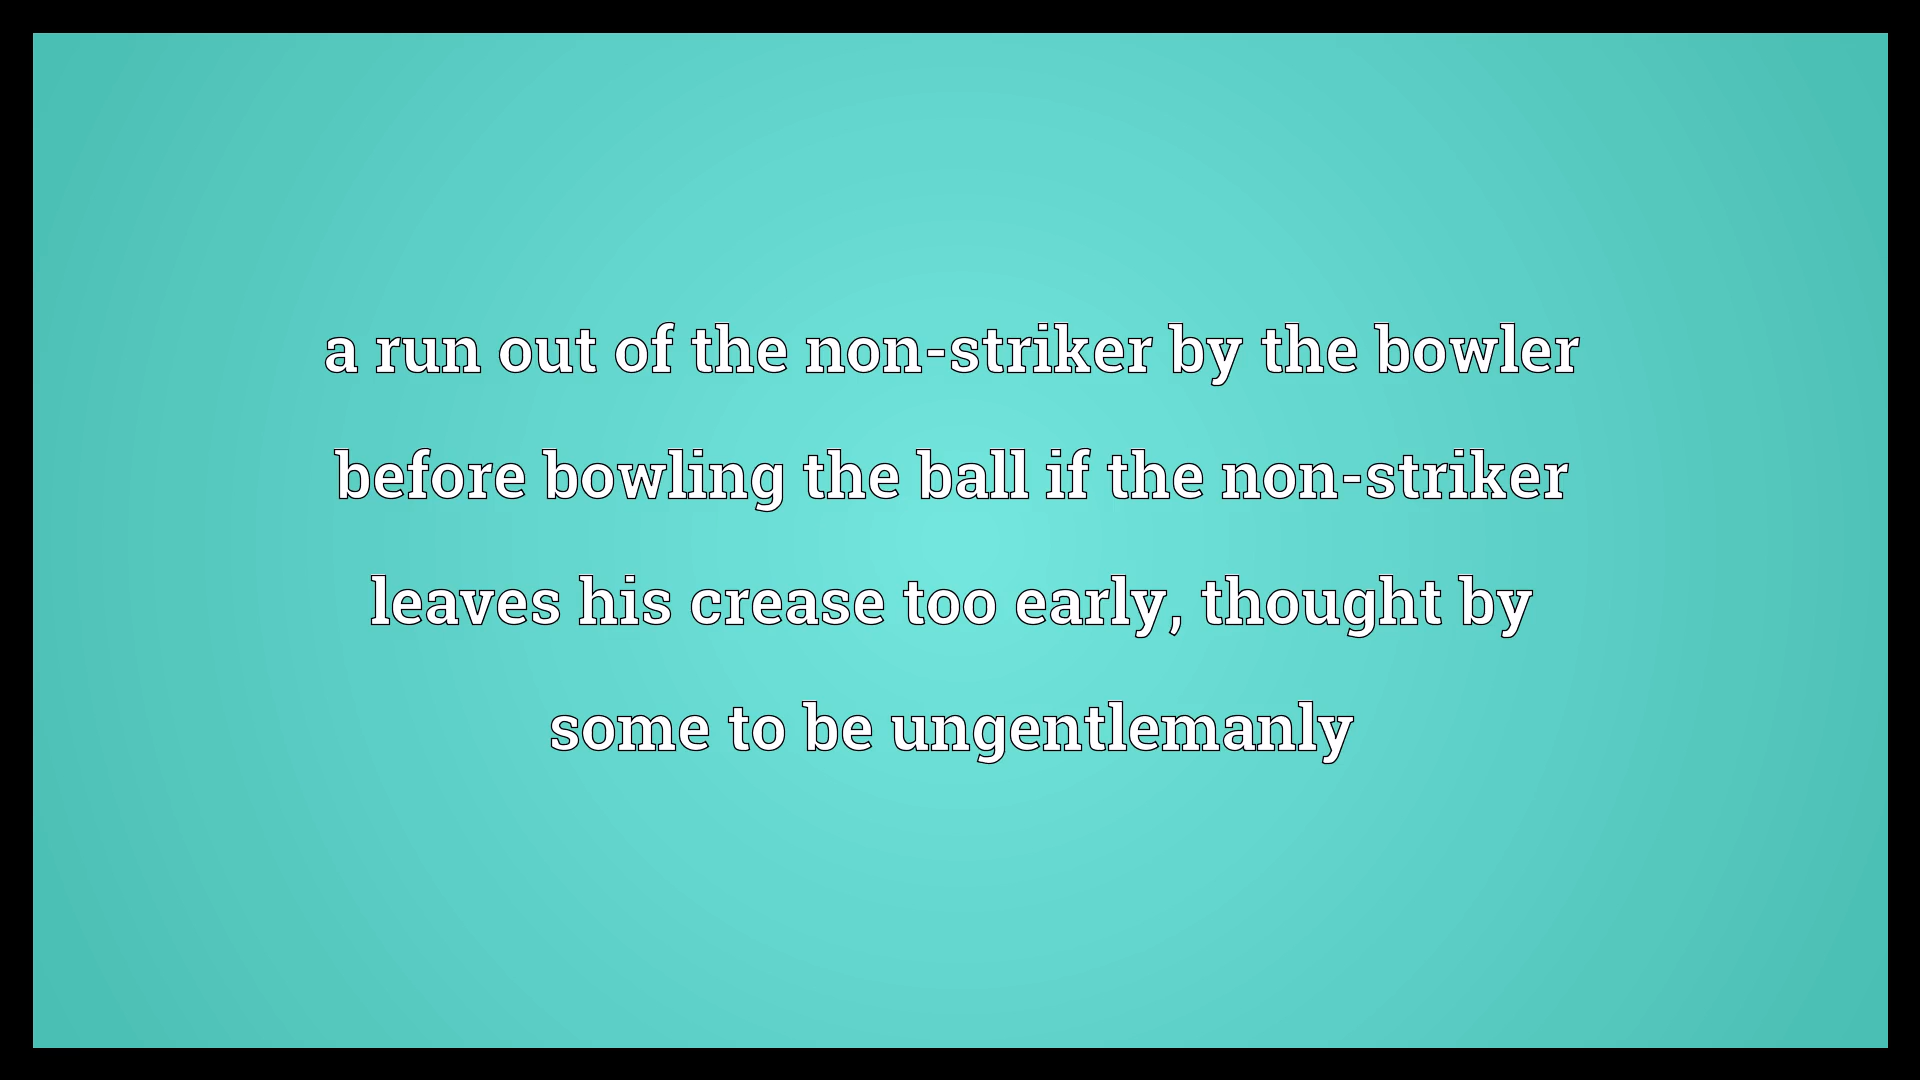 a run out of the non-striker by the bowler
before bowling the ball if the non-striker
leaves his crease too early, thought by
some to be ungentlemanly